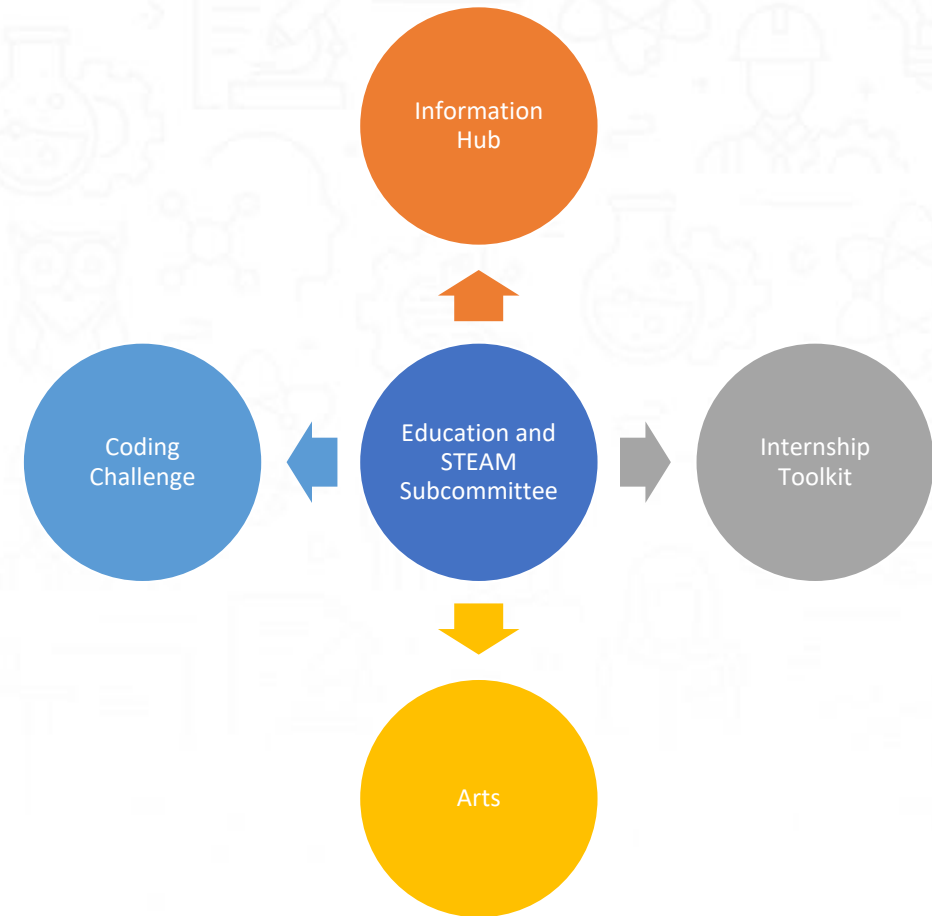 Information
Hub
Coding
Challenge
Education and
STEAM
Subcommittee
Internship
Toolkit
Arts